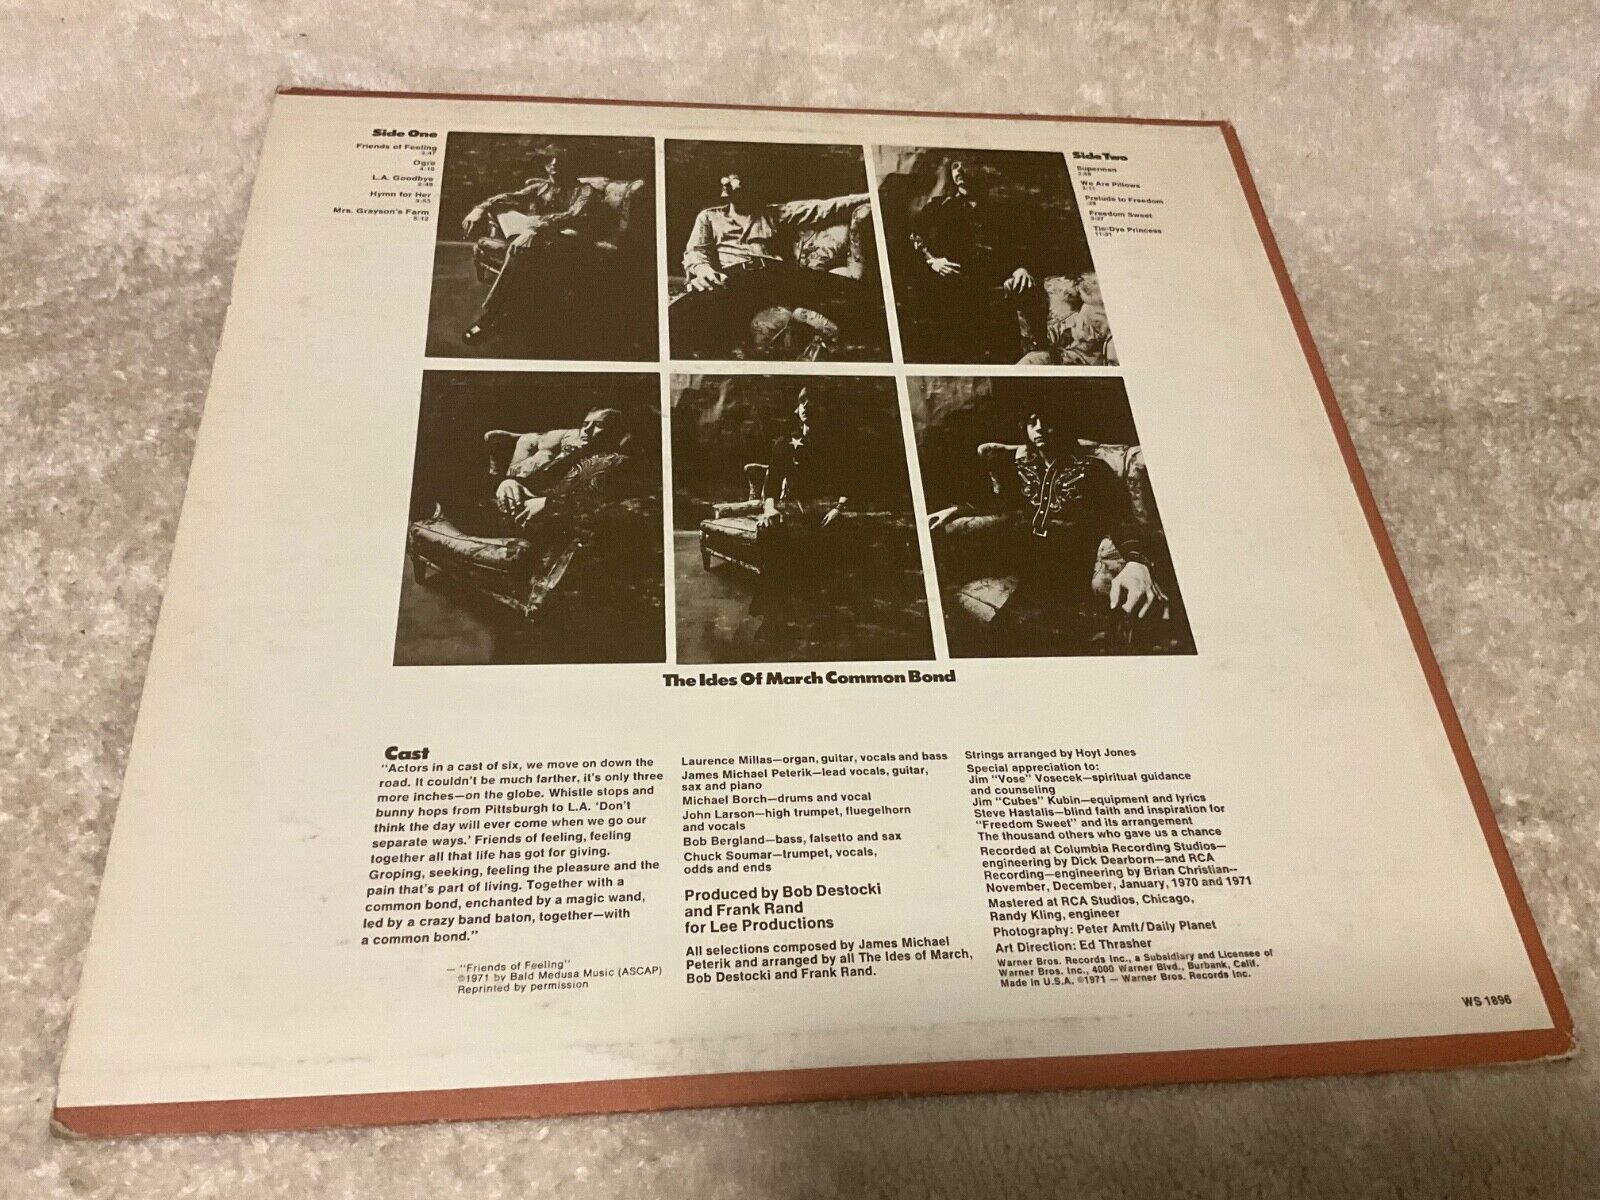 Side One
Friends of Feeling
Ogre
4:10
L.A. Goodbye
2:49
Hymn for Her
3:53
Mrs. Grayson's Farm
5:12
Side Two
Superman
We Are Pillows
Prelude to Freedom
Freedom Sweet
Tie-Dye Princess
11:31
The Ides Of March Common Bond
Cast
"Actors in a cast of six, we move on down the
road. It couldn't be much farther, it's only three
more inches—on the globe. Whistle stops and
bunny hops from Pittsburgh to L.A. 'Don't
think the day will ever come when we go our
separate ways.' Friends of feeling, feeling
together all that life has got for giving.
Groping, seeking, feeling the pleasure and the
pain that's part of living. Together with a
common bond, enchanted by a magic wand,
led by a crazy band baton, together—with
a common bond."
— "Friends of Feeling"
©1971 by Bald Medusa Music (ASCAP)
Reprinted by permission
Laurence Millas—organ, guitar, vocals and bass
James Michael Peterik—lead vocals, guitar,
sax and piano
Michael Borch—drums and vocal
John Larson—high trumpet, fluegelhorn
and vocals
Bob Bergland—bass, falsetto and sax
Chuck Soumar—trumpet, vocals,
odds and ends
Produced by Bob Destocki
and Frank Rand
for Lee Productions
All selections composed by James Michael
Peterik and arranged by all The Ides of March,
Bob Destocki and Frank Rand.
Strings arranged by Hoyt Jones
Special appreciation to:
Jim "Vose" Vosecek—spiritual guidance
and counseling
Jim "Cubes" Kubin—equipment and lyrics
Steve Hastalis—blind faith and inspiration for
"Freedom Sweet" and its arrangement
The thousand others who gave us a chance
Recorded at Columbia Recording Studios—
engineering by Dick Dearborn—and RCA
Recording—engineering by Brian Christian--
November, December, January, 1970 and 1971
Mastered at RCA Studios, Chicago,
Randy Kling, engineer
Photography: Peter Amft/Daily Planet
Art Direction: Ed Thrasher
Warner Bros. Records Inc., a Subsidiary and Licensee of
Warner Bros. Inc., 4000 Warner Blvd., Burbank, Calif.
Made in U.S.A. ©1971 — Warner Bros. Records Inc.
WS 1896